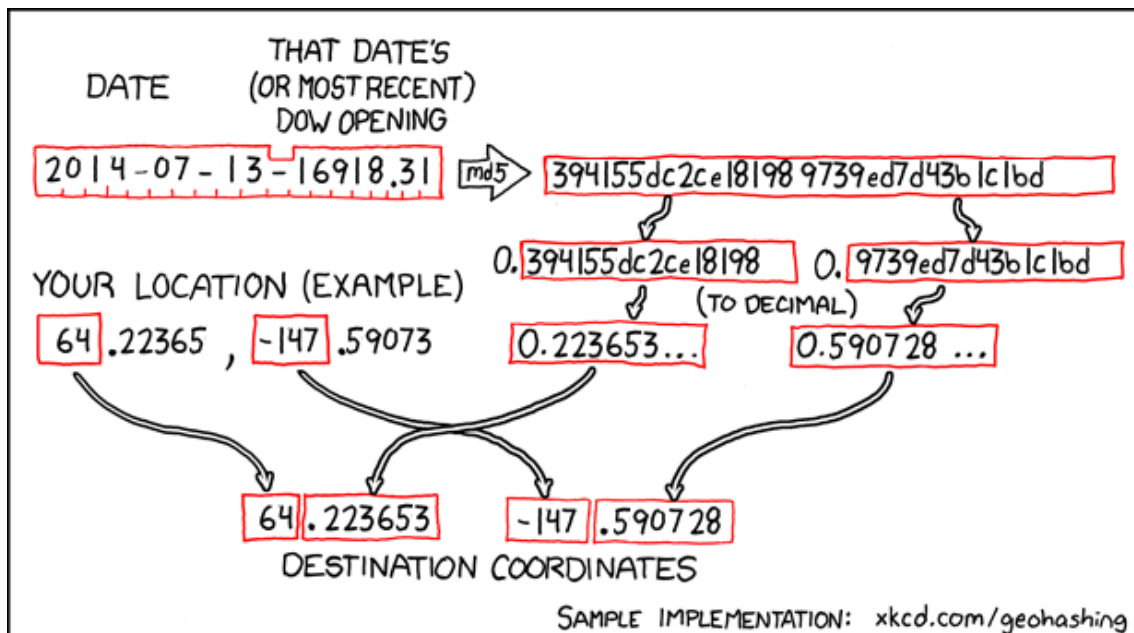 DATE
THAT DATE'S
(OR MOST RECENT)
DOW OPENING
2014-07-13-16918.31
md5
394155dc2ce181989739ed7d43b1c1bd
0.394155dc2ce18198
0.9739ed7d43b1c1bd
(TO DECIMAL)
0.223653...
0.590728 ...
YOUR LOCATION (EXAMPLE)
64.22365, -147.59073
64.223653
-147.590728
DESTINATION COORDINATES
SAMPLE IMPLEMENTATION: xkcd.com/geohashing